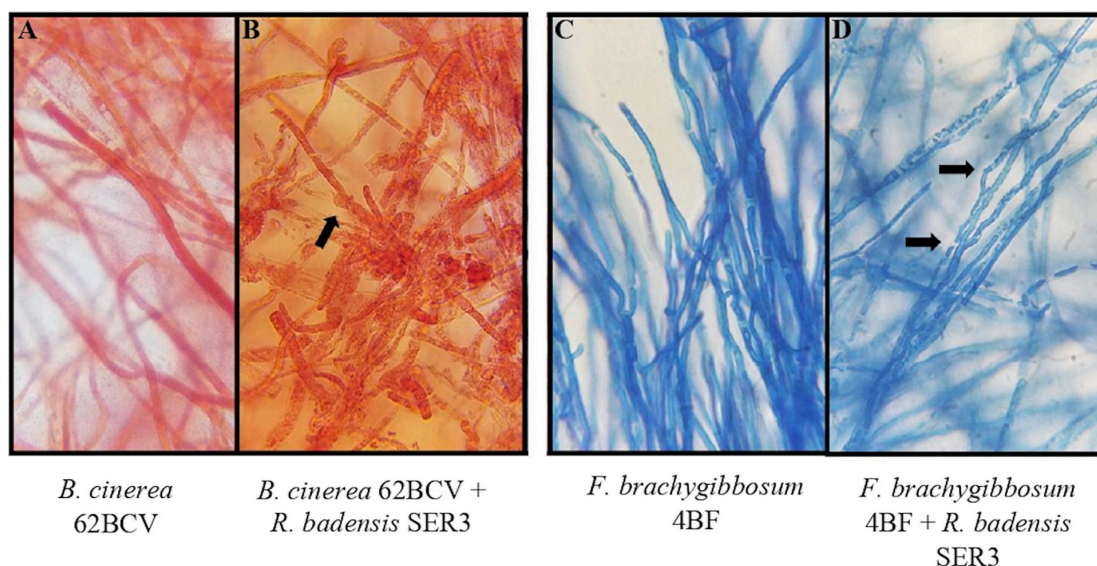 A
B
C
D
B. cinerea
62BCV
B. cinerea 62BCV +
R. badensis SER3
F. brachygibbosum
4BF
F. brachygibbosum
4BF + R. badensis
SER3